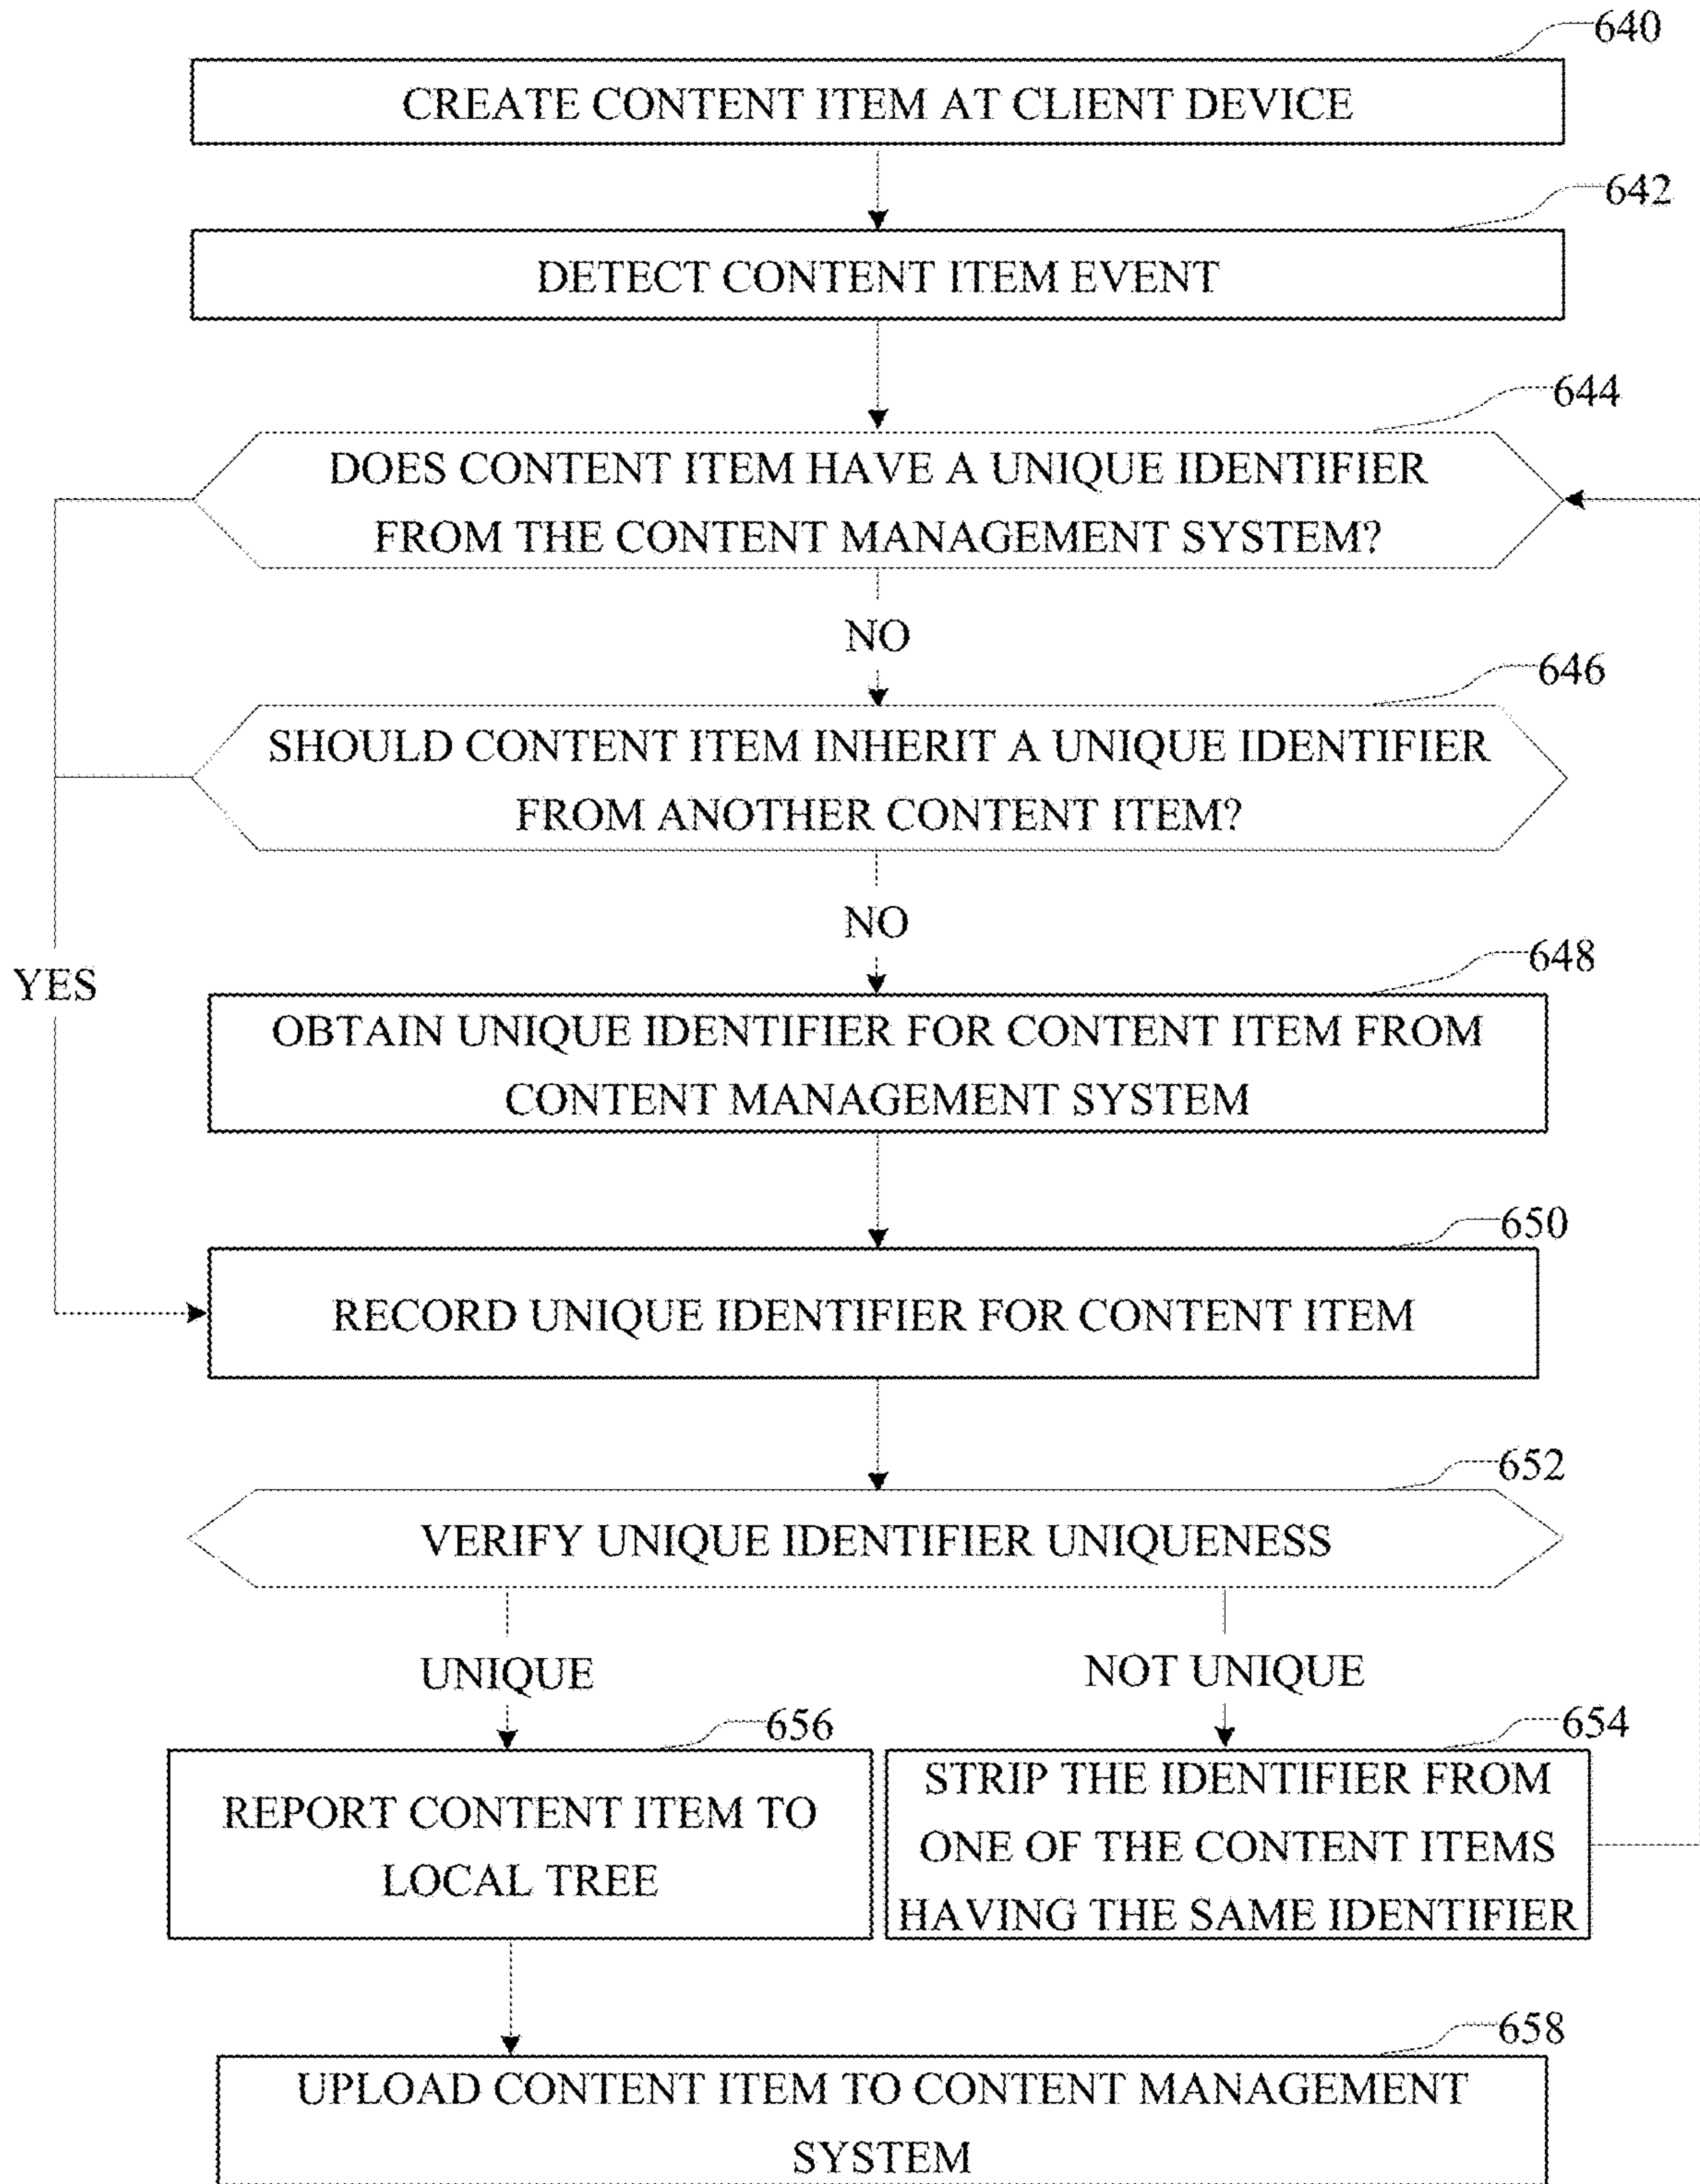 640
CREATE CONTENT ITEM AT CLIENT DEVICE
642
DETECT CONTENT ITEM EVENT
644
DOES CONTENT ITEM HAVE A UNIQUE IDENTIFIER
FROM THE CONTENT MANAGEMENT SYSTEM?
NO
646
SHOULD CONTENT ITEM INHERIT A UNIQUE IDENTIFIER
FROM ANOTHER CONTENT ITEM?
NO
YES
648
OBTAIN UNIQUE IDENTIFIER FOR CONTENT ITEM FROM
CONTENT MANAGEMENT SYSTEM
650
RECORD UNIQUE IDENTIFIER FOR CONTENT ITEM
652
VERIFY UNIQUE IDENTIFIER UNIQUENESS
UNIQUE
NOT UNIQUE
656
REPORT CONTENT ITEM TO
LOCAL TREE
654
STRIP THE IDENTIFIER FROM
ONE OF THE CONTENT ITEMS
HAVING THE SAME IDENTIFIER
658
UPLOAD CONTENT ITEM TO CONTENT MANAGEMENT
SYSTEM